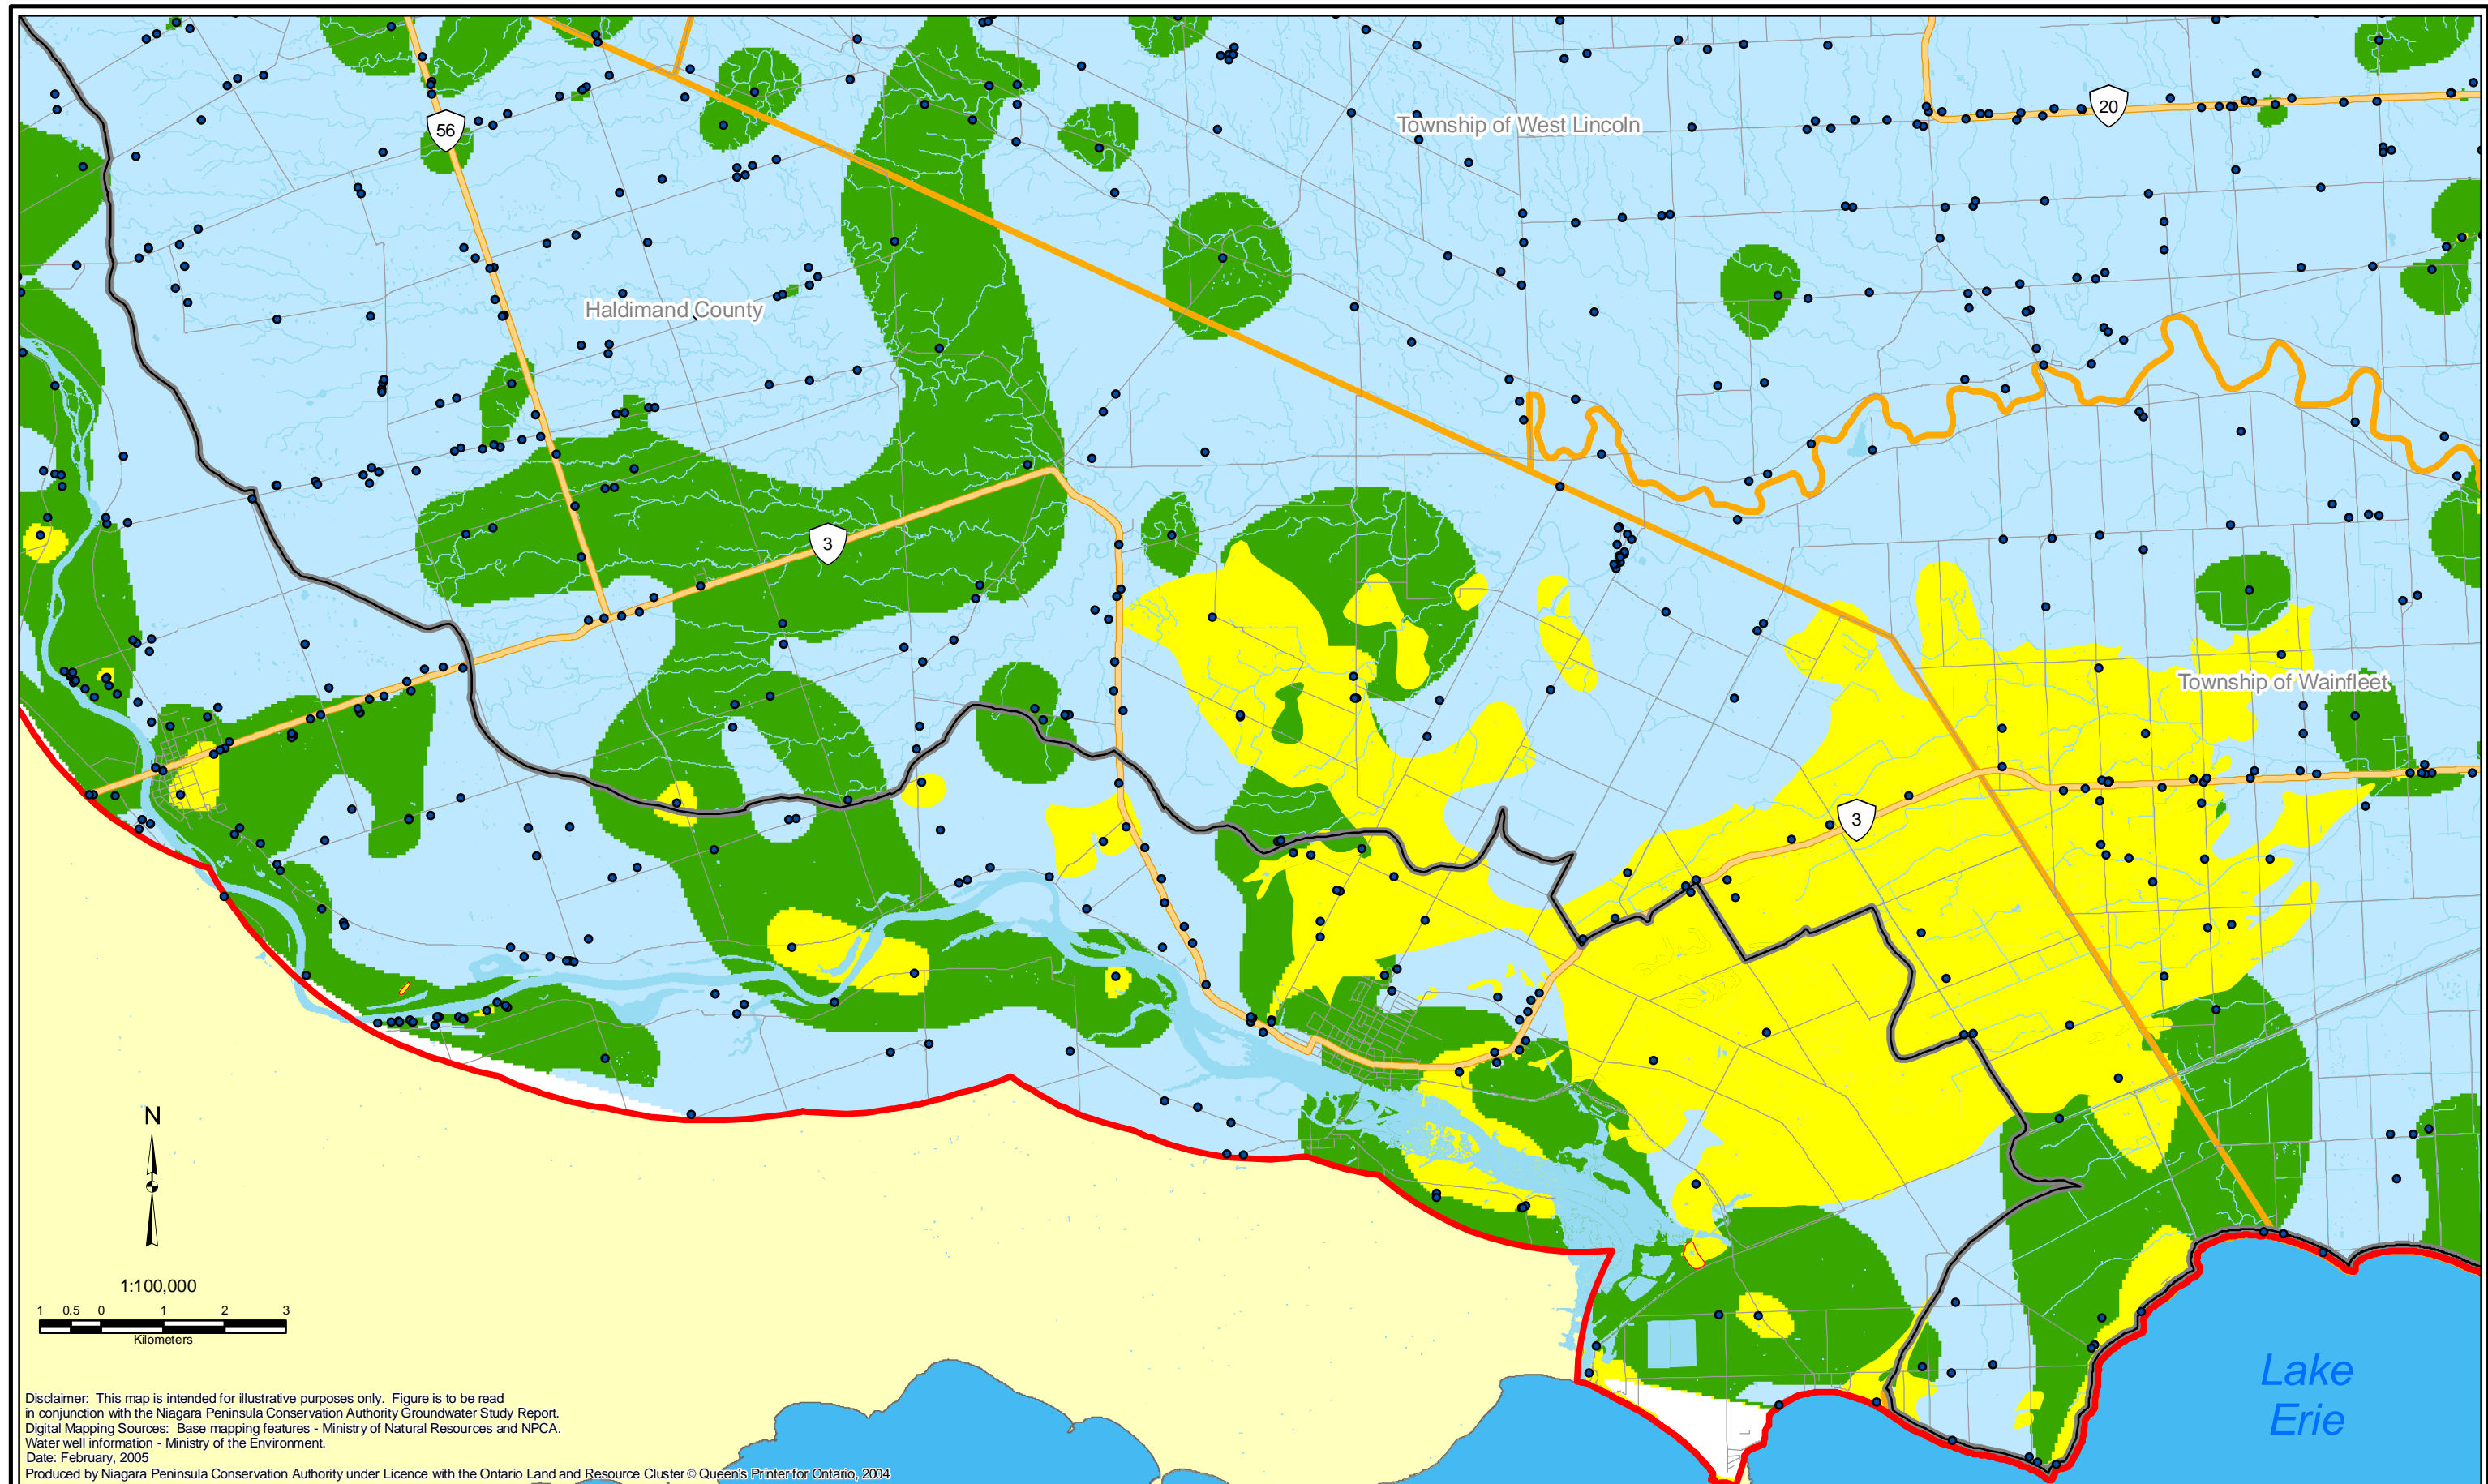 56
Township of West Lincoln
20
Haldimand County
3
Township of Wainfleet
3
N
1:100,000
1 0.5 0 1 2 3
Kilometers
Lake
Erie
Disclaimer: This map is intended for illustrative purposes only. Figure is to be read
in conjunction with the Niagara Peninsula Conservation Authority Groundwater Study Report.
Digital Mapping Sources: Base mapping features - Ministry of Natural Resources and NPCA.
Water well information - Ministry of the Environment.
Date: February, 2005
Produced by Niagara Peninsula Conservation Authority under Licence with the Ontario Land and Resource Cluster © Queen's Printer for Ontario, 2004